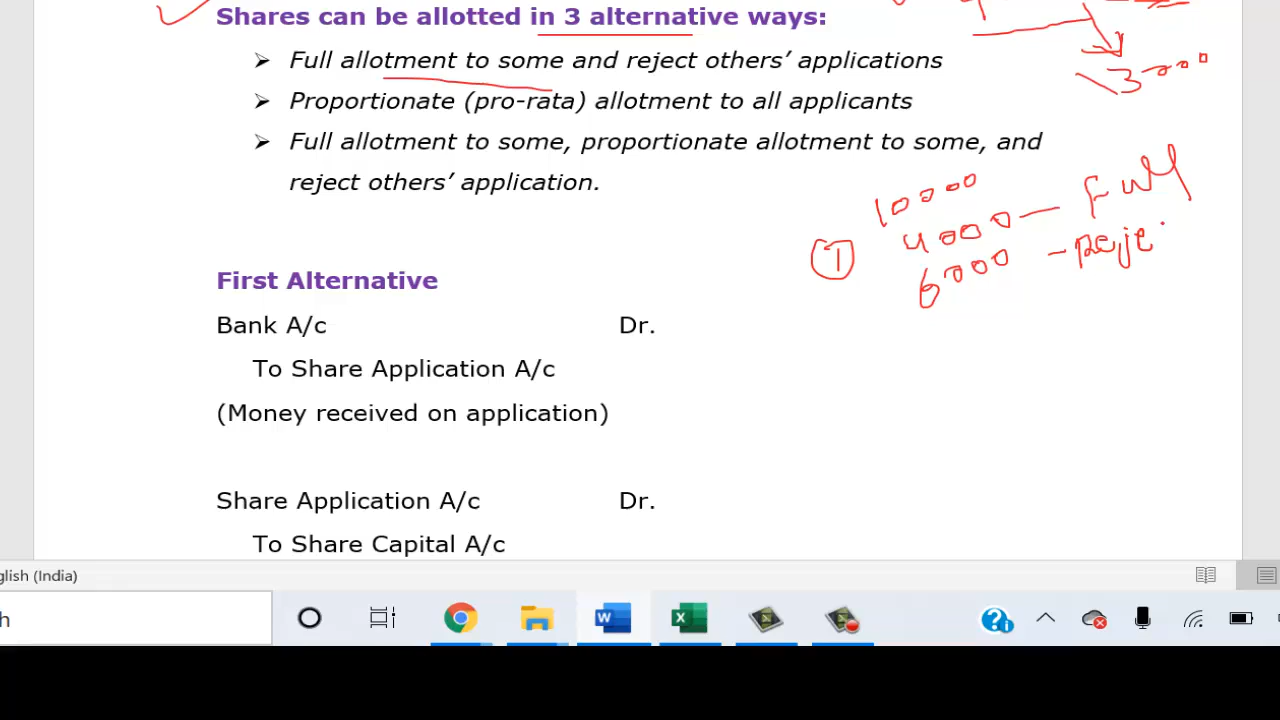 Shares can be allotted in 3 alternative ways:
13000
➢ Full allotment to some and reject others’ applications
➢ Proportionate (pro-rata) allotment to all applicants
➢ Full allotment to some, proportionate allotment to some, and
reject others’ application.
10000
① 4000 — Full
6000 - Reje
First Alternative
Bank A/c Dr.
To Share Application A/c
(Money received on application)
Share Application A/c Dr.
To Share Capital A/c
glish (India)
h